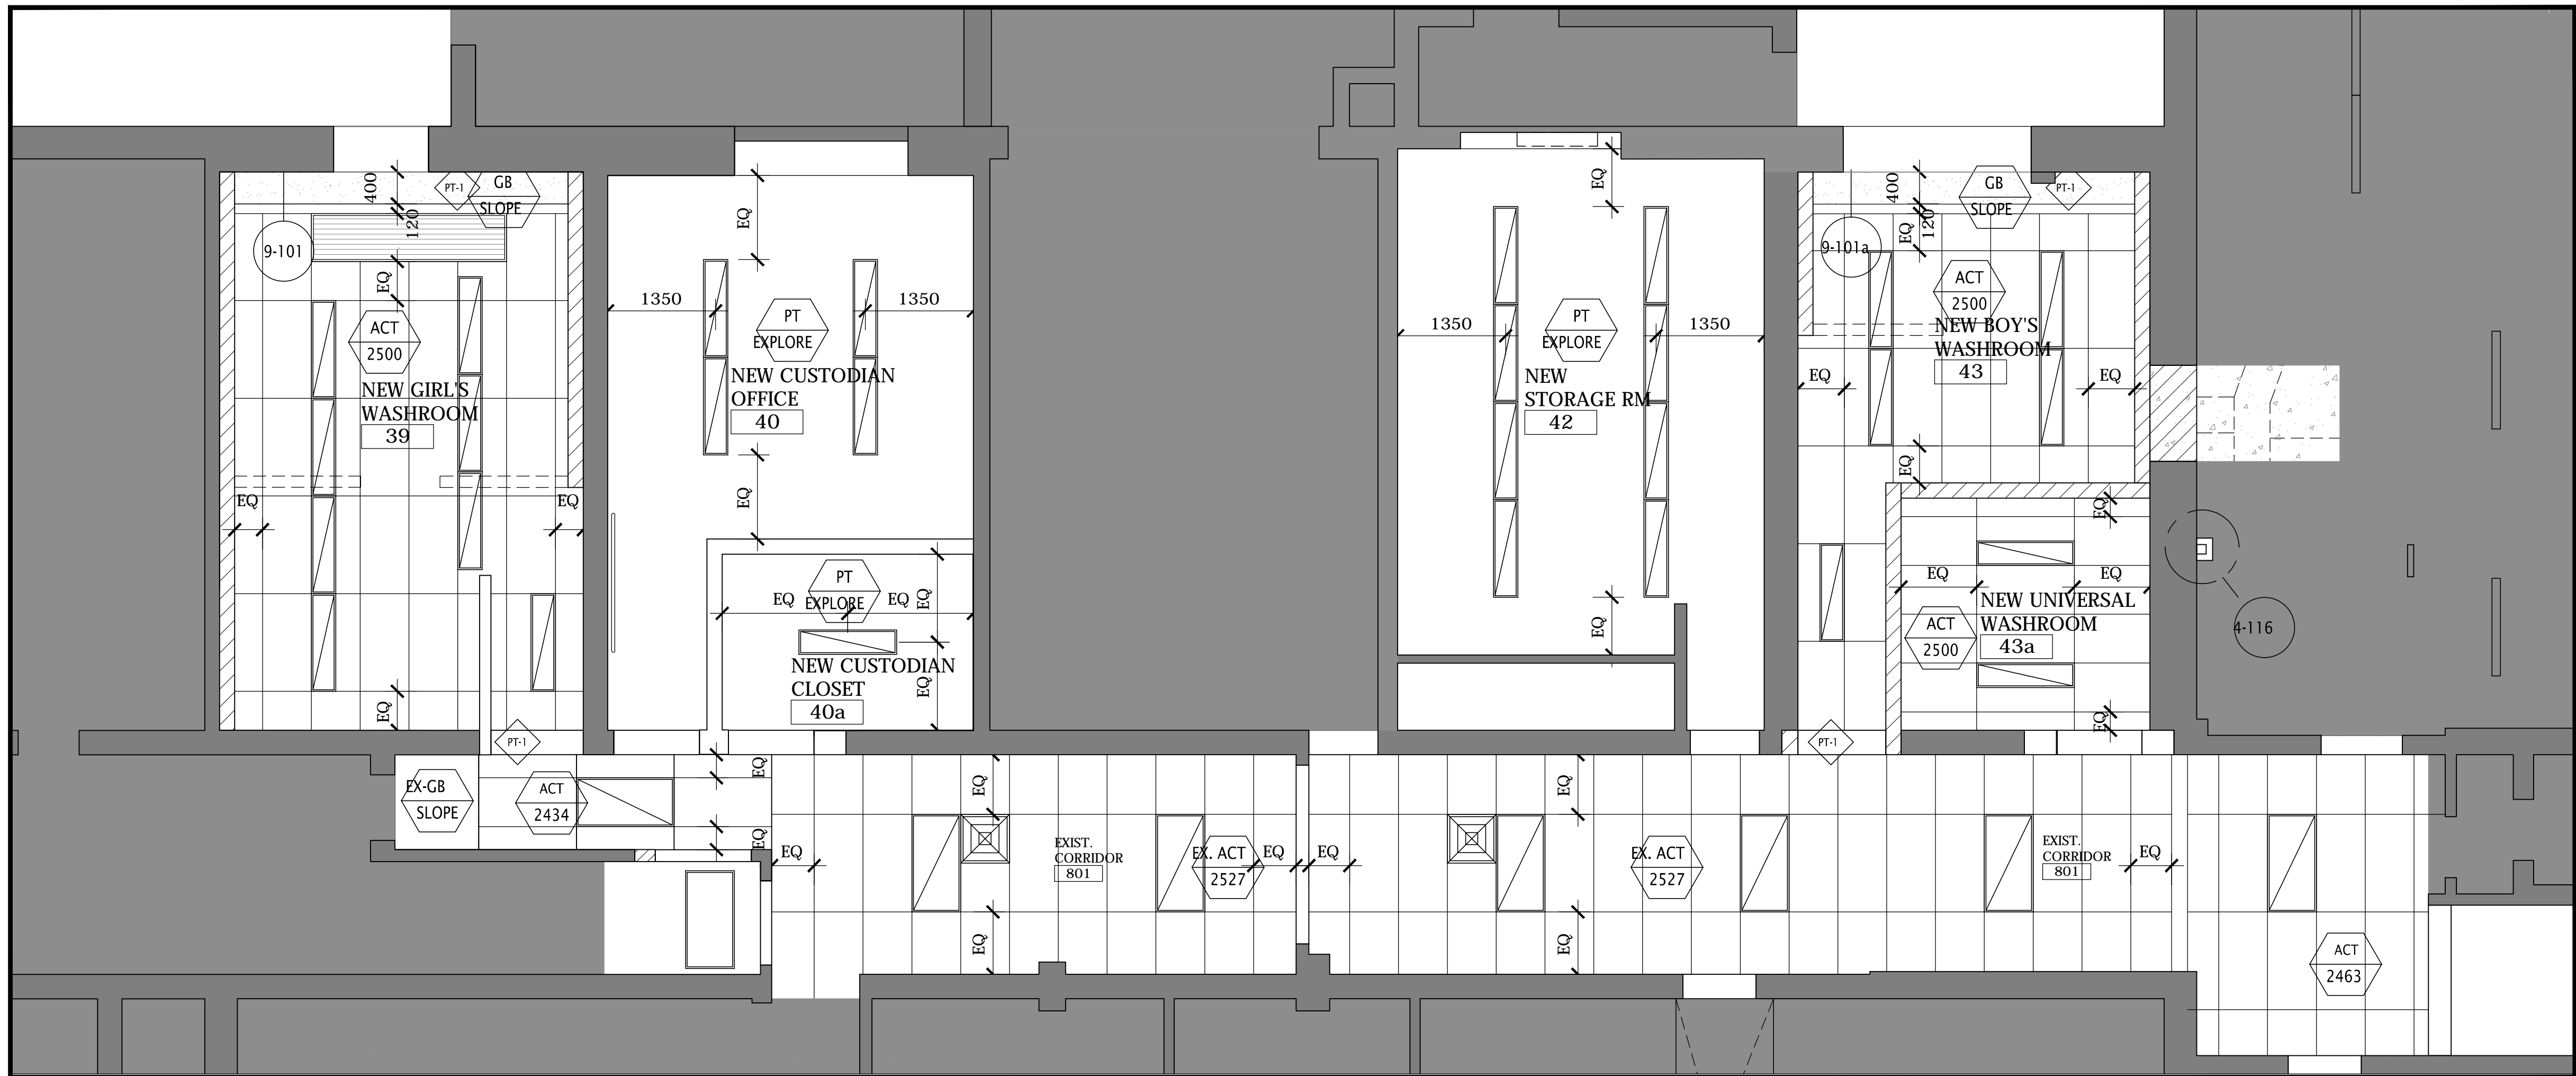 400
PT-1
GB
SLOPE
120
9-101
EQ
ACT
2500
NEW GIRL'S
WASHROOM
39
EQ
EQ
EQ
PT-1
EQ
1350
1350
PT
EXPLORE
NEW CUSTODIAN
OFFICE
40
EQ
PT
EXPLORE
EQ
EQ
EQ
NEW CUSTODIAN
CLOSET
40a
EQ
EQ
1350
1350
PT
EXPLORE
NEW
STORAGE RM
42
EQ
400
GB
SLOPE
PT-1
120
EQ
9-101a
ACT
2500
NEW BOY'S
WASHROOM
43
EQ
EQ
EQ
EQ
EQ
EQ
NEW UNIVERSAL
WASHROOM
43a
ACT
2500
EQ
PT-1
4-116
EX-GB
SLOPE
ACT
2434
EQ
EQ
EQ
EQ
EQ
EXIST.
CORRIDOR
801
EX. ACT
2527
EQ
EQ
EQ
EQ
EX. ACT
2527
EXIST.
CORRIDOR
801
EQ
ACT
2463